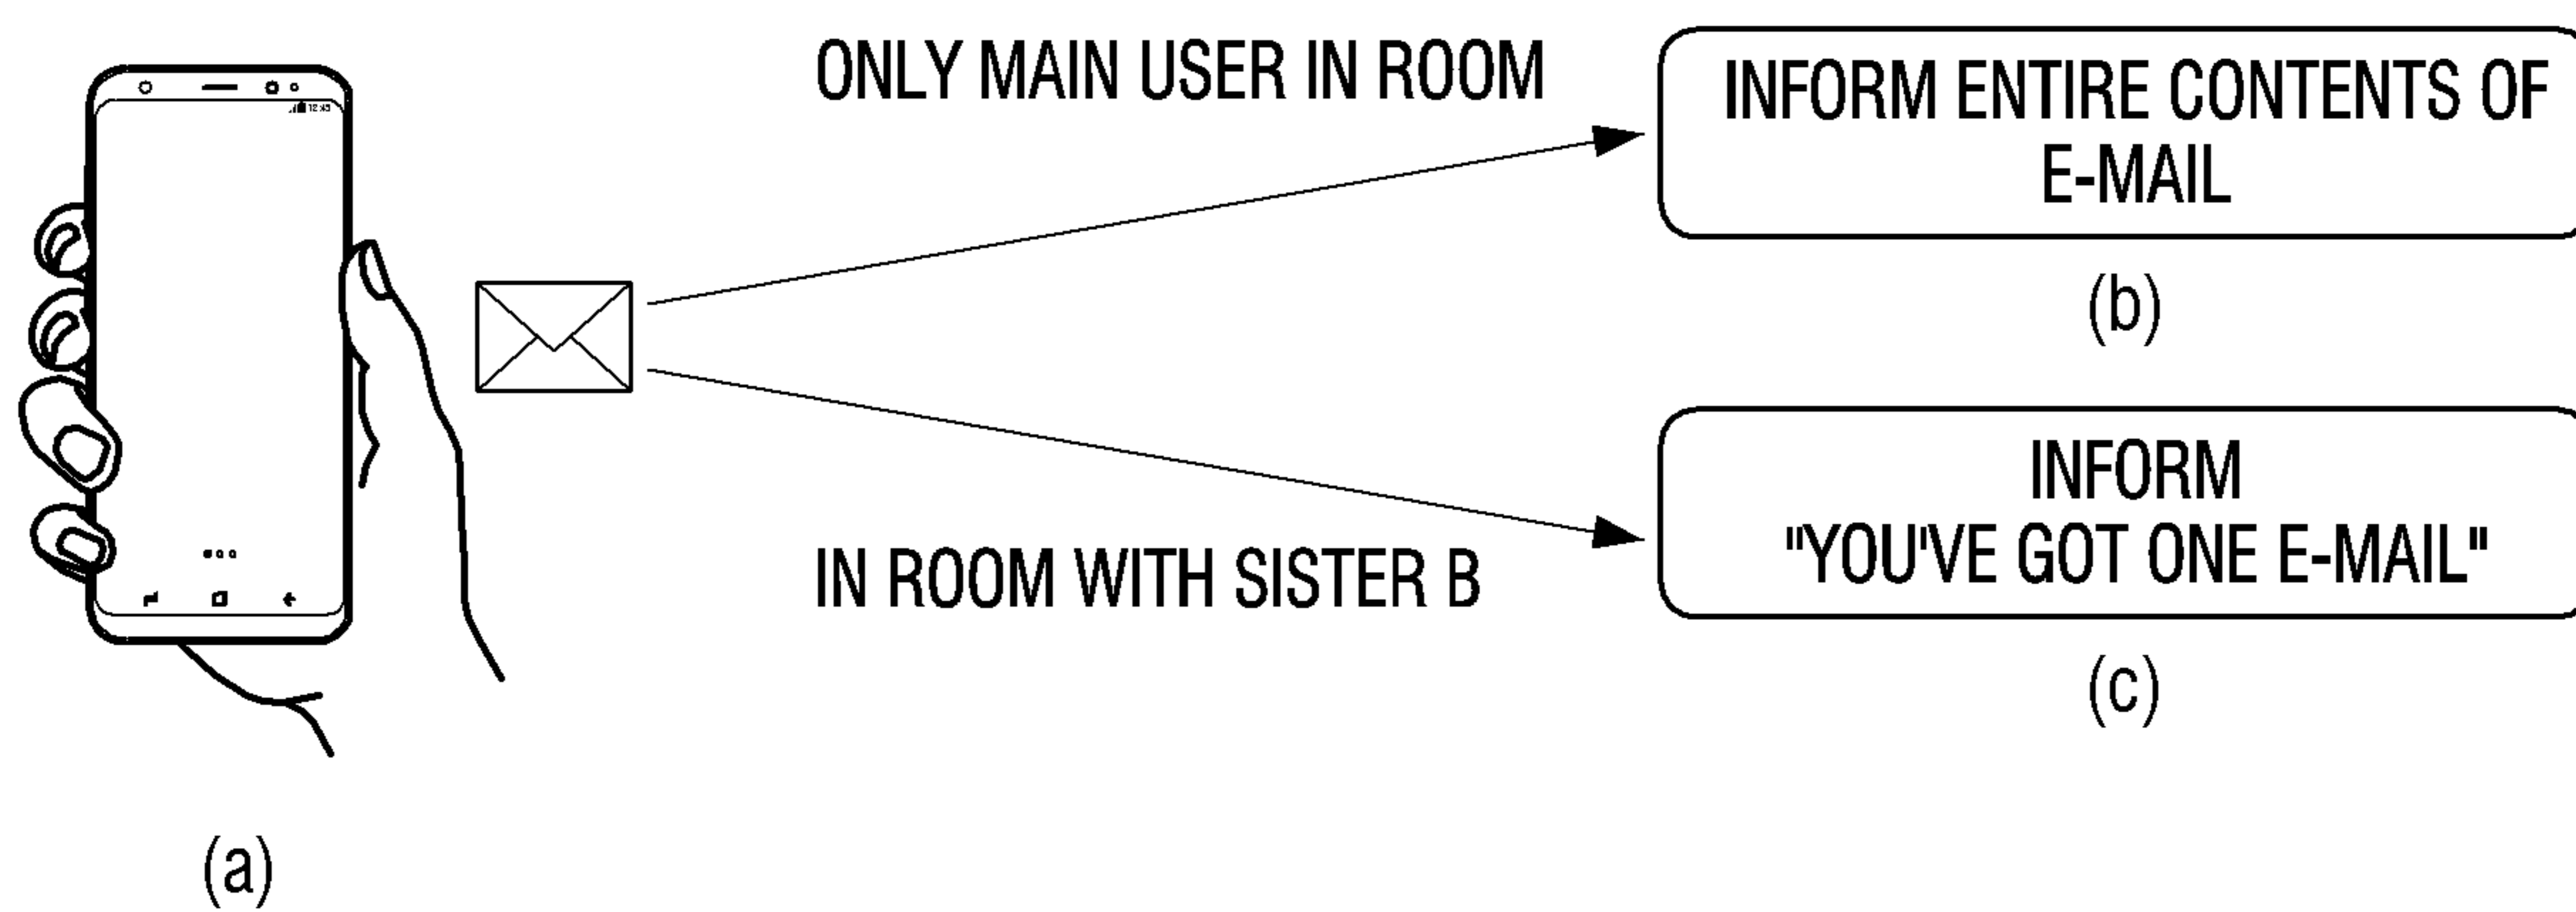 ONLY MAIN USER IN ROOM
INFORM ENTIRE CONTENTS OF
E-MAIL
(b)
INFORM
"YOU'VE GOT ONE E-MAIL"
IN ROOM WITH SISTER B
(c)
(a)